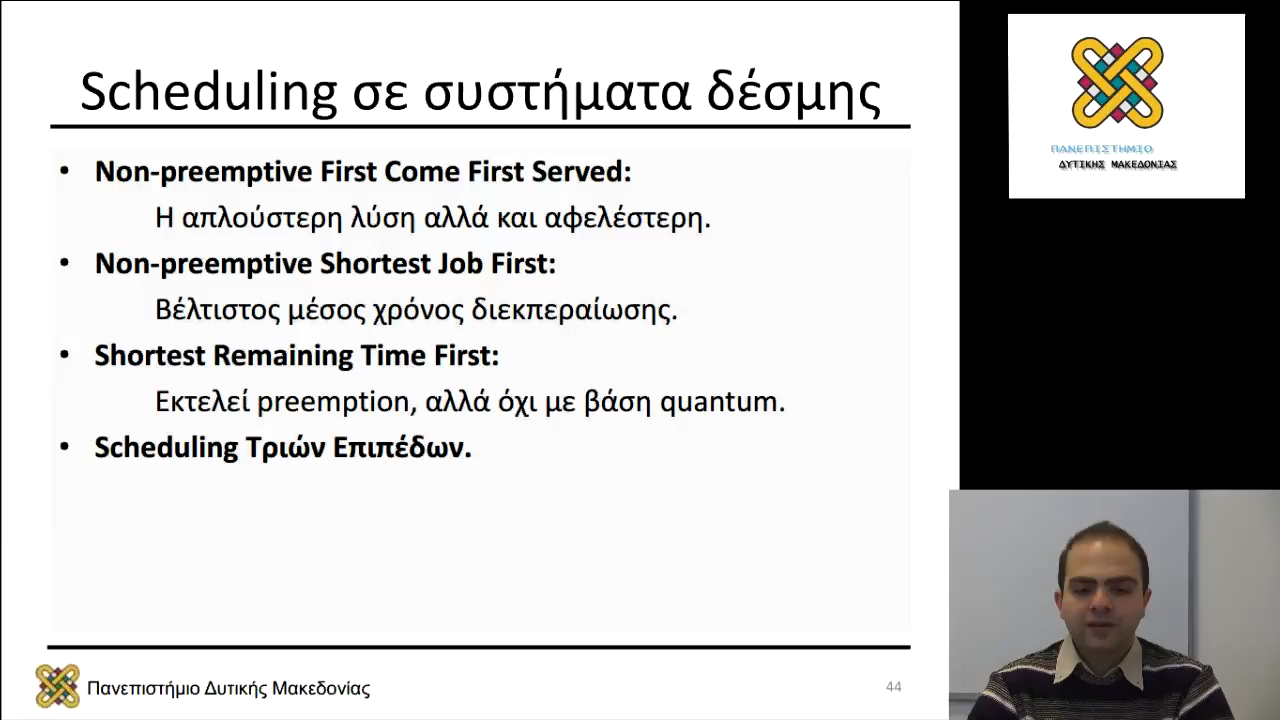 Scheduling σε συστήματα δέσμης
• Non-preemptive First Come First Served:
Η απλούστερη λύση αλλά και αφελέστερη.
• Non-preemptive Shortest Job First:
Βέλτιστος μέσος χρόνος διεκπεραίωσης.
• Shortest Remaining Time First:
Εκτελεί preemption, αλλά όχι με βάση quantum.
• Scheduling Τριών Επιπέδων.
Πανεπιστήμιο Δυτικής Μακεδονίας
44
ΠΑΝΕΠΙΣΤΗΜΙΟ
ΔΥΤΙΚΗΣ ΜΑΚΕΔΟΝΙΑΣ